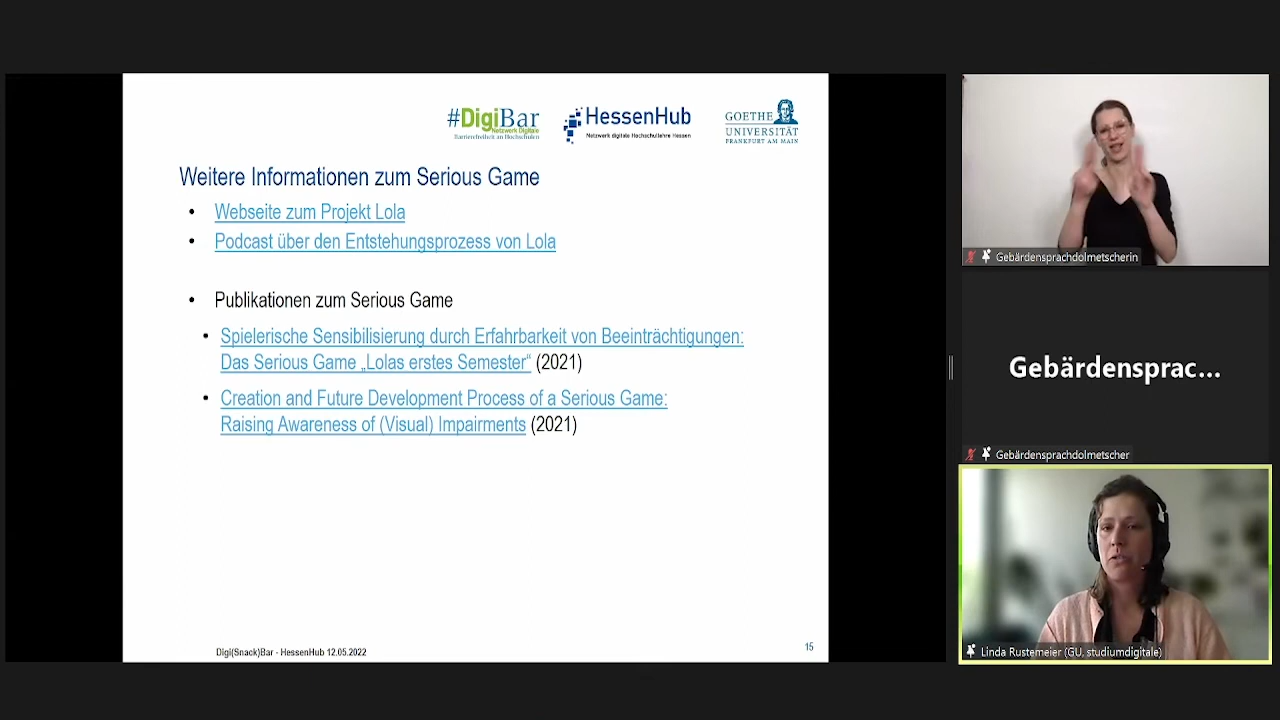 #DigiBar
Netzwerk Digitale
Barrierefreiheit an Hochschulen
HessenHub
Netzwerk digitale Hochschullehre Hessen
GOETHE
UNIVERSITÄT
FRANKFURT AM MAIN
Weitere Informationen zum Serious Game
• Webseite zum Projekt Lola
• Podcast über den Entstehungsprozess von Lola
• Publikationen zum Serious Game
• Spielerische Sensibilisierung durch Erfahrbarkeit von Beeinträchtigungen:
Das Serious Game „Lolas erstes Semester“ (2021)
• Creation and Future Development Process of a Serious Game:
Raising Awareness of (Visual) Impairments (2021)
Digi(Snack)Bar - HessenHub 12.05.2022
15
Gebärdensprachdolmetscherin
Gebärdensprac...
Gebärdensprachdolmetscher
Linda Rustemeier (GU, studiumdigitale)